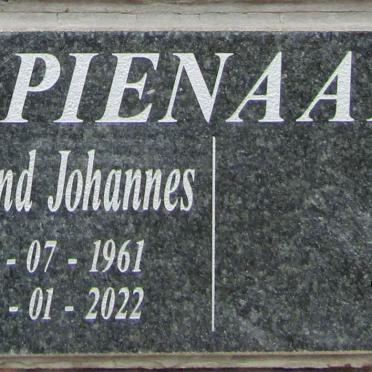 PIENAA
nd Johannes
- 07 - 1961
- 01 - 2022